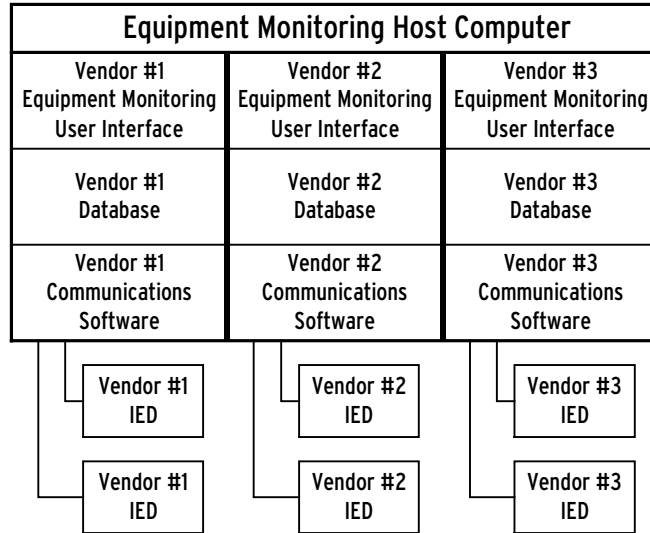 Equipment Monitoring Host Computer
Vendor #1
Equipment Monitoring
User Interface
Vendor #2
Equipment Monitoring
User Interface
Vendor #3
Equipment Monitoring
User Interface
Vendor #1
Database
Vendor #2
Database
Vendor #3
Database
Vendor #1
Communications
Software
Vendor #2
Communications
Software
Vendor #3
Communications
Software
Vendor #1
IED
Vendor #2
IED
Vendor #3
IED
Vendor #1
IED
Vendor #2
IED
Vendor #3
IED